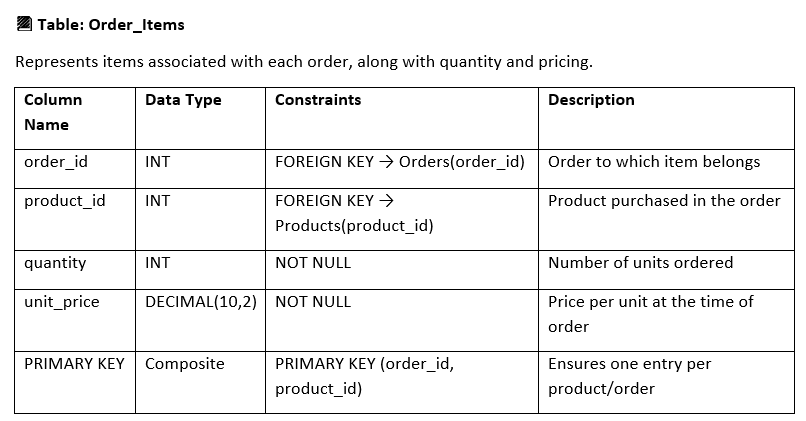 Table: Order_Items
Represents items associated with each order, along with quantity and pricing.
Column Name | Data Type | Constraints | Description
order_id | INT | FOREIGN KEY → Orders(order_id) | Order to which item belongs
product_id | INT | FOREIGN KEY → Products(product_id) | Product purchased in the order
quantity | INT | NOT NULL | Number of units ordered
unit_price | DECIMAL(10,2) | NOT NULL | Price per unit at the time of order
PRIMARY KEY | Composite | PRIMARY KEY (order_id, product_id) | Ensures one entry per product/order